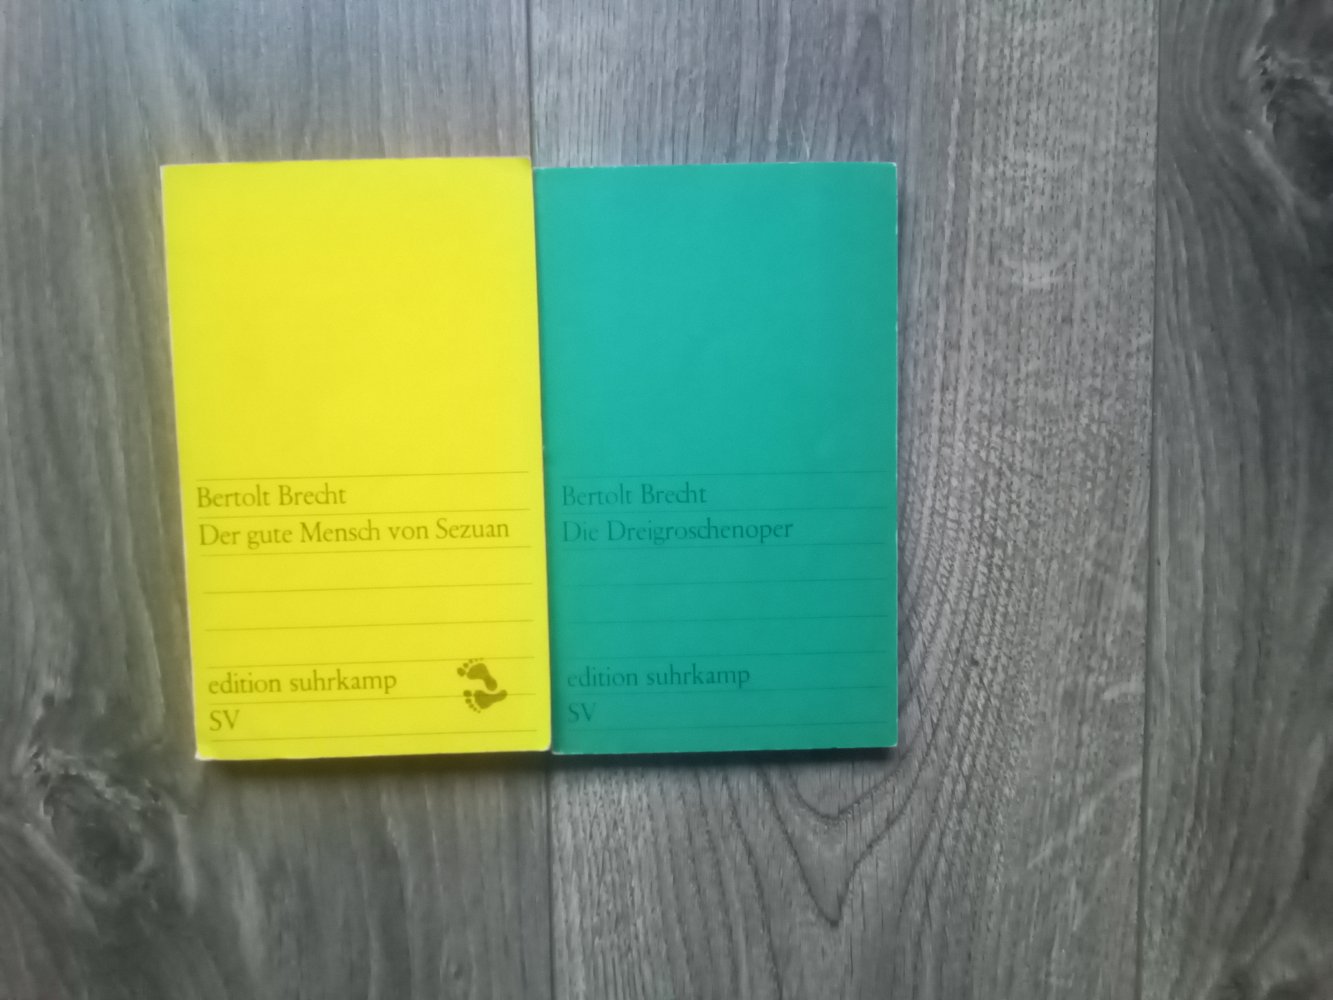 Bertolt Brecht
Der gute Mensch von Sezuan
edition suhrkamp
SV
Bertolt Brecht
Die Dreigroschenoper
edition suhrkamp
SV